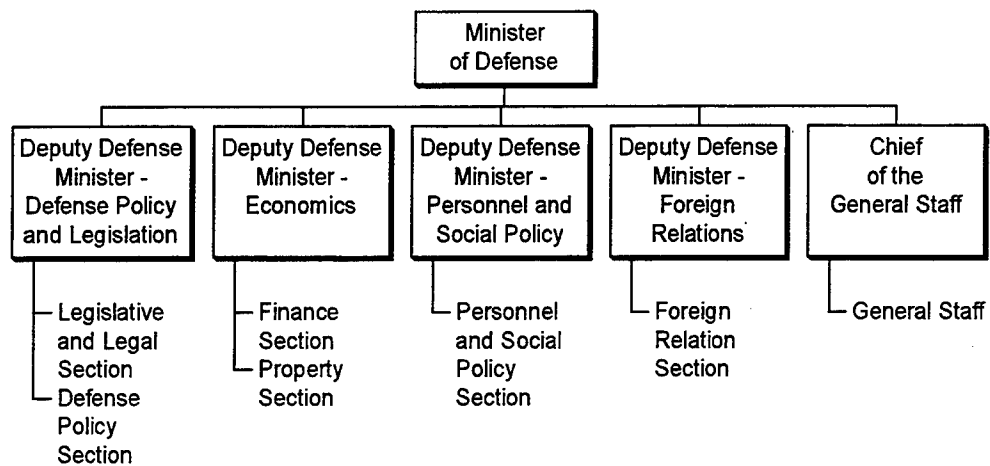 Minister
of Defense
Deputy Defense
Minister -
Defense Policy
and Legislation
Deputy Defense
Minister -
Economics
Deputy Defense
Minister -
Personnel and
Social Policy
Deputy Defense
Minister -
Foreign
Relations
Chief
of the
General Staff
Legislative
and Legal
Section
Defense
Policy
Section
Finance
Section
Property
Section
Personnel
and Social
Policy
Section
Foreign
Relation
Section
General Staff